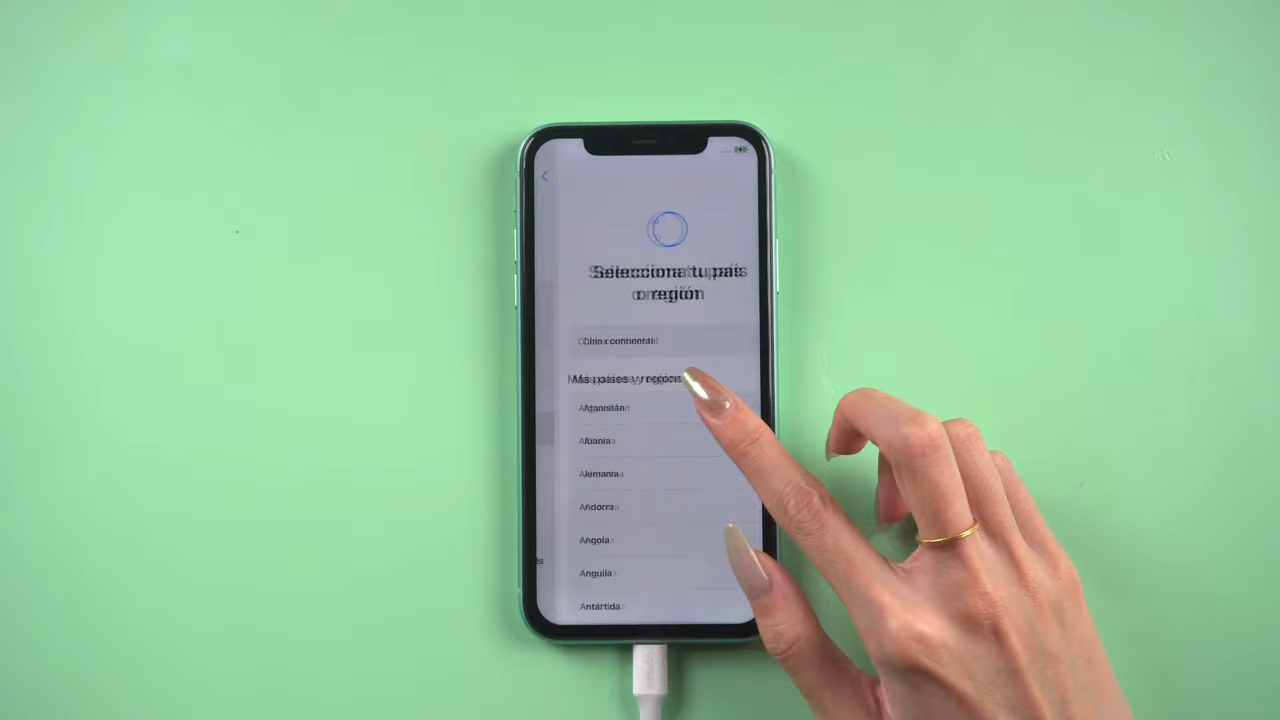 Selecciona tu país
o región
China continental
Más países y regiones
Afganistán
Albania
Alemania
Andorra
Angola
Anguila
Antártida